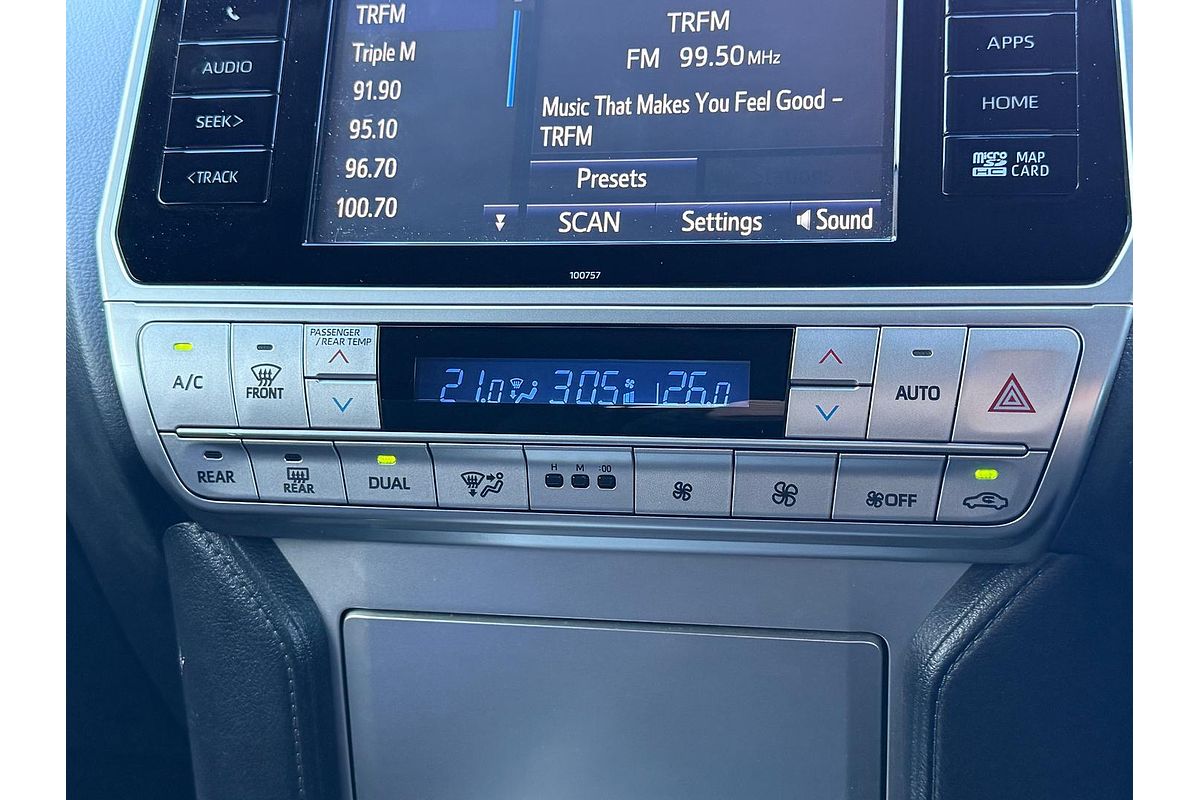 AUDIO
SEEK>
<TRACK
TRFM
Triple M
91.90
95.10
96.70
100.70
TRFM
FM 99.50 MHz
Music That Makes You Feel Good –
TRFM
Presets
SCAN
Settings
Sound
APPS
HOME
micro SD HC MAP CARD
100757
A/C
FRONT
PASSENGER
/REAR TEMP
21.0
3:05
26.0
AUTO
REAR
REAR
DUAL
H M :00
OFF